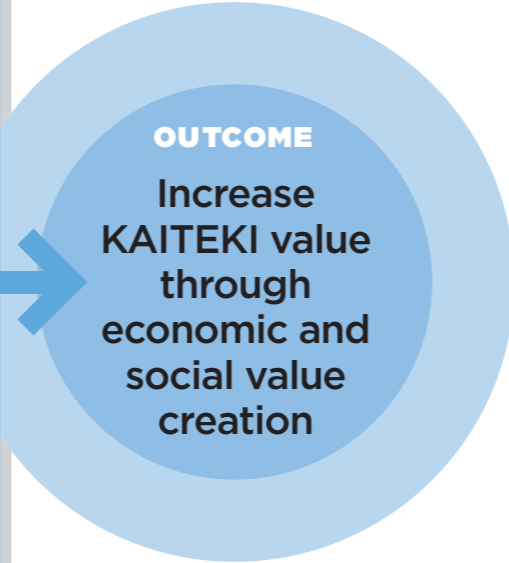 OUTCOME
Increase
KAITEKI value
through
economic and
social value
creation